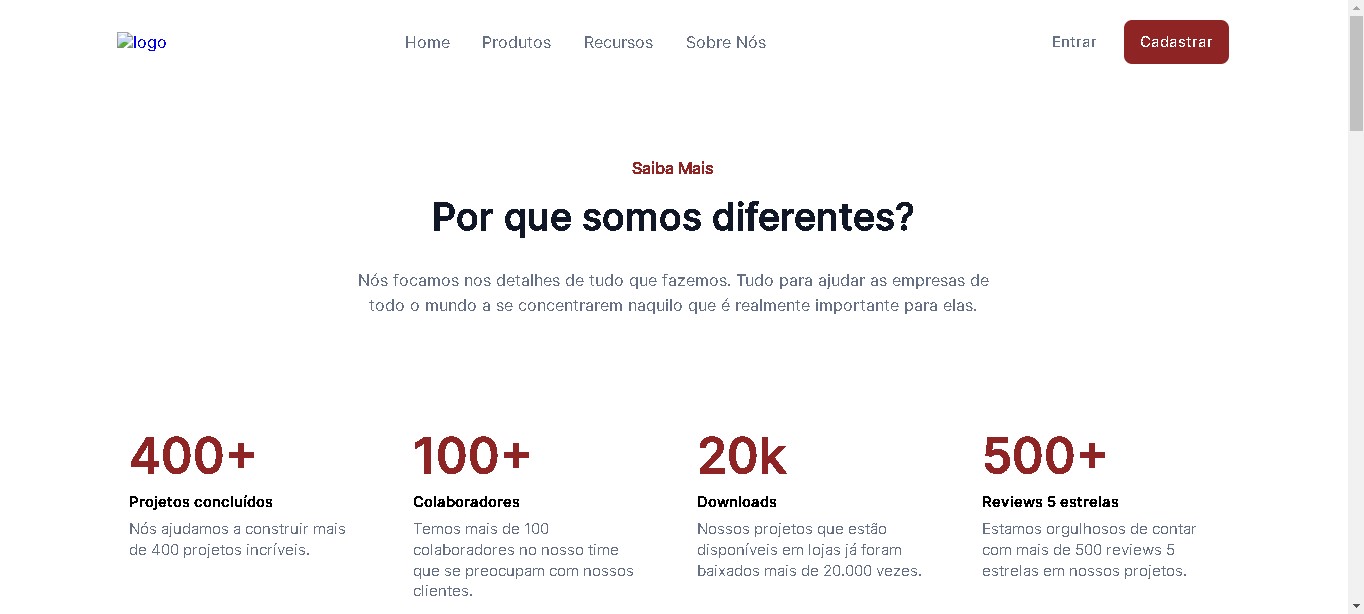 logo
Home
Produtos
Recursos
Sobre Nós
Entrar
Cadastrar
Saiba Mais
Por que somos diferentes?
Nós focamos nos detalhes de tudo que fazemos. Tudo para ajudar as empresas de
todo o mundo a se concentrarem naquilo que é realmente importante para elas.
400+
Projetos concluídos
Nós ajudamos a construir mais
de 400 projetos incríveis.
100+
Colaboradores
Temos mais de 100
colaboradores no nosso time
que se preocupam com nossos
clientes.
20k
Downloads
Nossos projetos que estão
disponíveis em lojas já foram
baixados mais de 20.000 vezes.
500+
Reviews 5 estrelas
Estamos orgulhosos de contar
com mais de 500 reviews 5
estrelas em nossos projetos.